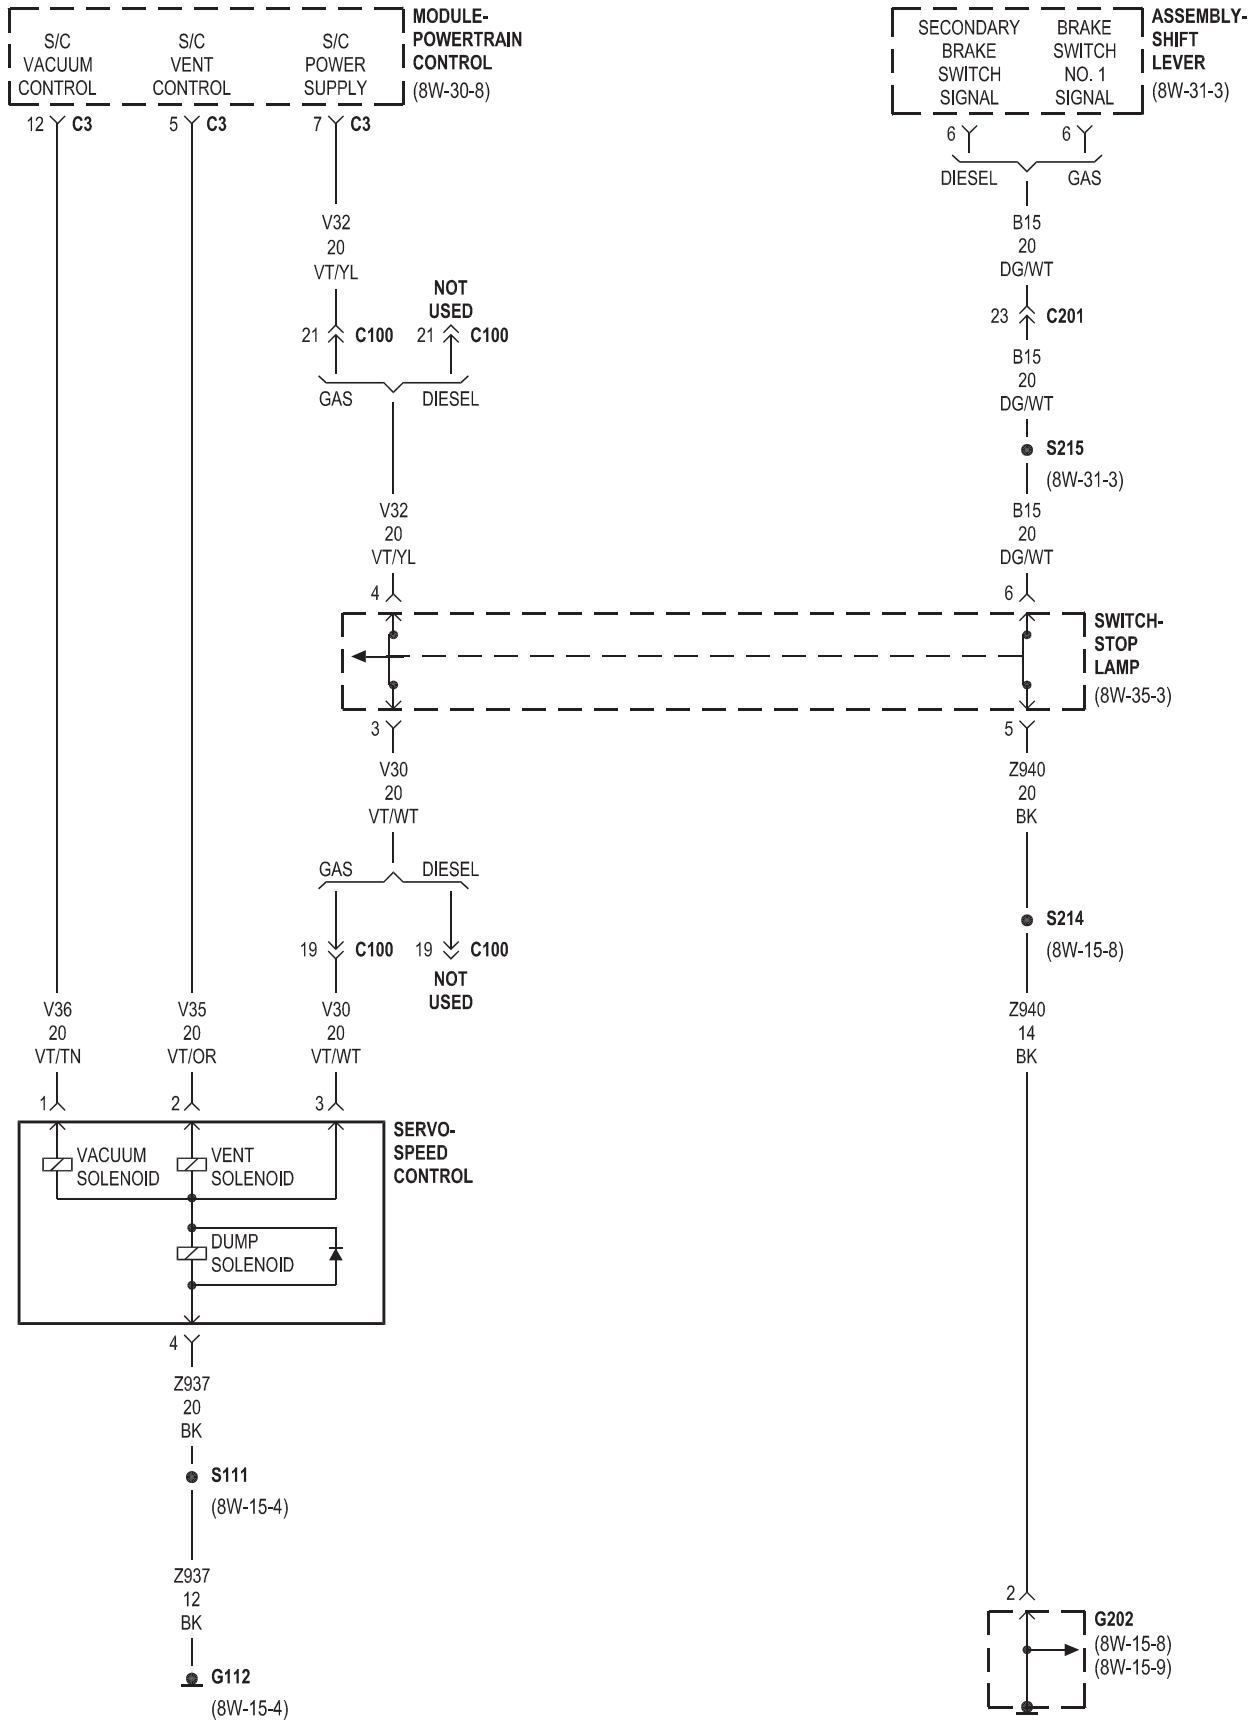 S/C
VACUUM
CONTROL
S/C
VENT
CONTROL
S/C
POWER
SUPPLY
MODULE-
POWERTRAIN
CONTROL
(8W-30-8)
SECONDARY
BRAKE
SWITCH
SIGNAL
BRAKE
SWITCH
NO. 1
SIGNAL
ASSEMBLY-
SHIFT
LEVER
(8W-31-3)
12 C3
5 C3
7 C3
6
6
DIESEL
GAS
V32
20
VT/YL
NOT
USED
21 C100
21 C100
GAS
DIESEL
B15
20
DG/WT
23 C201
B15
20
DG/WT
S215
(8W-31-3)
V32
20
VT/YL
4
B15
20
DG/WT
6
SWITCH-
STOP
LAMP
(8W-35-3)
3
5
V30
20
VT/WT
Z940
20
BK
GAS
DIESEL
19 C100
19 C100
NOT
USED
S214
(8W-15-8)
V36
20
VT/TN
V35
20
VT/OR
V30
20
VT/WT
Z940
14
BK
1
2
3
VACUUM
SOLENOID
VENT
SOLENOID
DUMP
SOLENOID
SERVO-
SPEED
CONTROL
4
Z937
20
BK
S111
(8W-15-4)
Z937
12
BK
G112
(8W-15-4)
2
G202
(8W-15-8)
(8W-15-9)